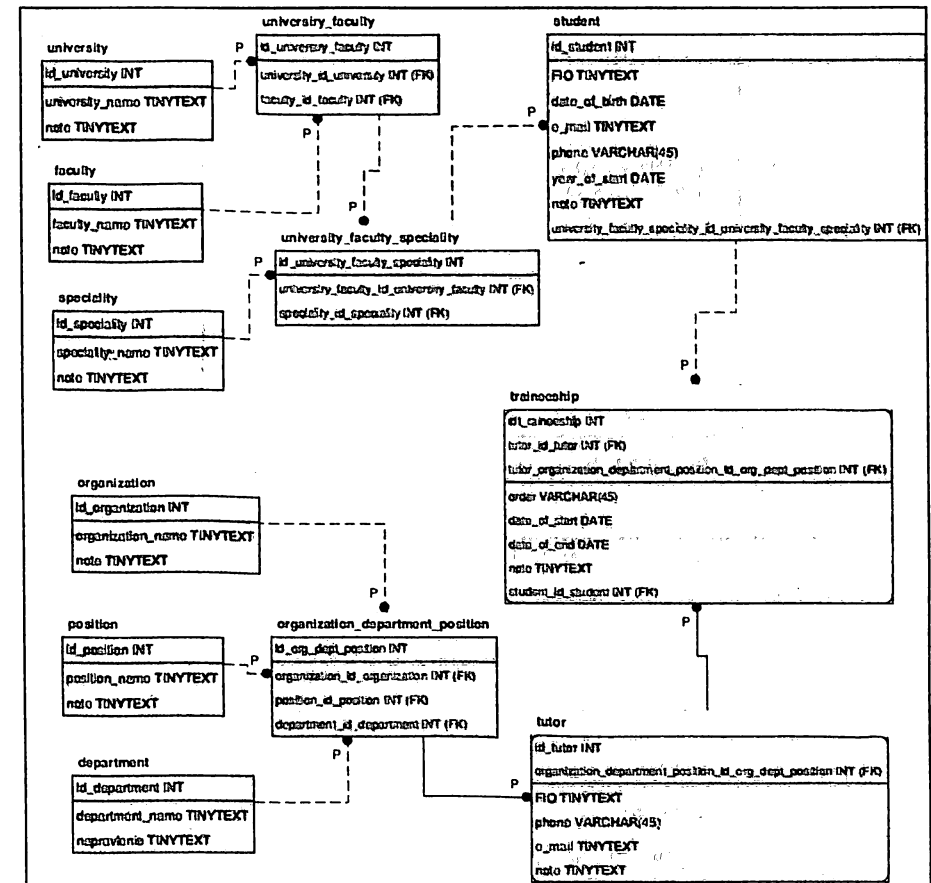 universiry_faculty
id_universiry_faculty INT
university_id_university INT (FK)
faculty_id_faculty INT (FK)
P
P
university
id_university INT
university_name TINYTEXT
note TINYTEXT
faculty
id_faculty INT
faculty_name TINYTEXT
note TINYTEXT
speciality
id_speciality INT
speciality_name TINYTEXT
note TINYTEXT
P
P
university_faculty_speciality
id_university_faculty_speciality INT
university_faculty_id_university_faculty INT (FK)
speciality_id_speciality INT (FK)
student
id_student INT
FIO TINYTEXT
date_of_birth DATE
e_mail TINYTEXT
phone VARCHAR(45)
year_of_start DATE
note TINYTEXT
university_faculty_speciality_id_university_faculty_speciality INT (FK)
P
P
traineeship
INT
tutor_id_tutor INT (FK)
tutor_organization_department_position_id_org_dept_position INT (FK)
order VARCHAR(45)
date_of_start DATE
date_of_end DATE
note TINYTEXT
student_id_student INT (FK)
P
organization
id_organization INT
organization_name TINYTEXT
note TINYTEXT
position
id_position INT
position_name TINYTEXT
note TINYTEXT
department
id_department INT
department_name TINYTEXT
napravlenie TINYTEXT
P
P
P
organization_department_position
id_org_dept_position INT
organization_id_organization INT (FK)
position_id_position INT (FK)
department_id_department INT (FK)
tutor
id_tutor INT
organization_department_position_id_org_dept_position INT (FK)
FIO TINYTEXT
phone VARCHAR(45)
e_mail TINYTEXT
note TINYTEXT
P